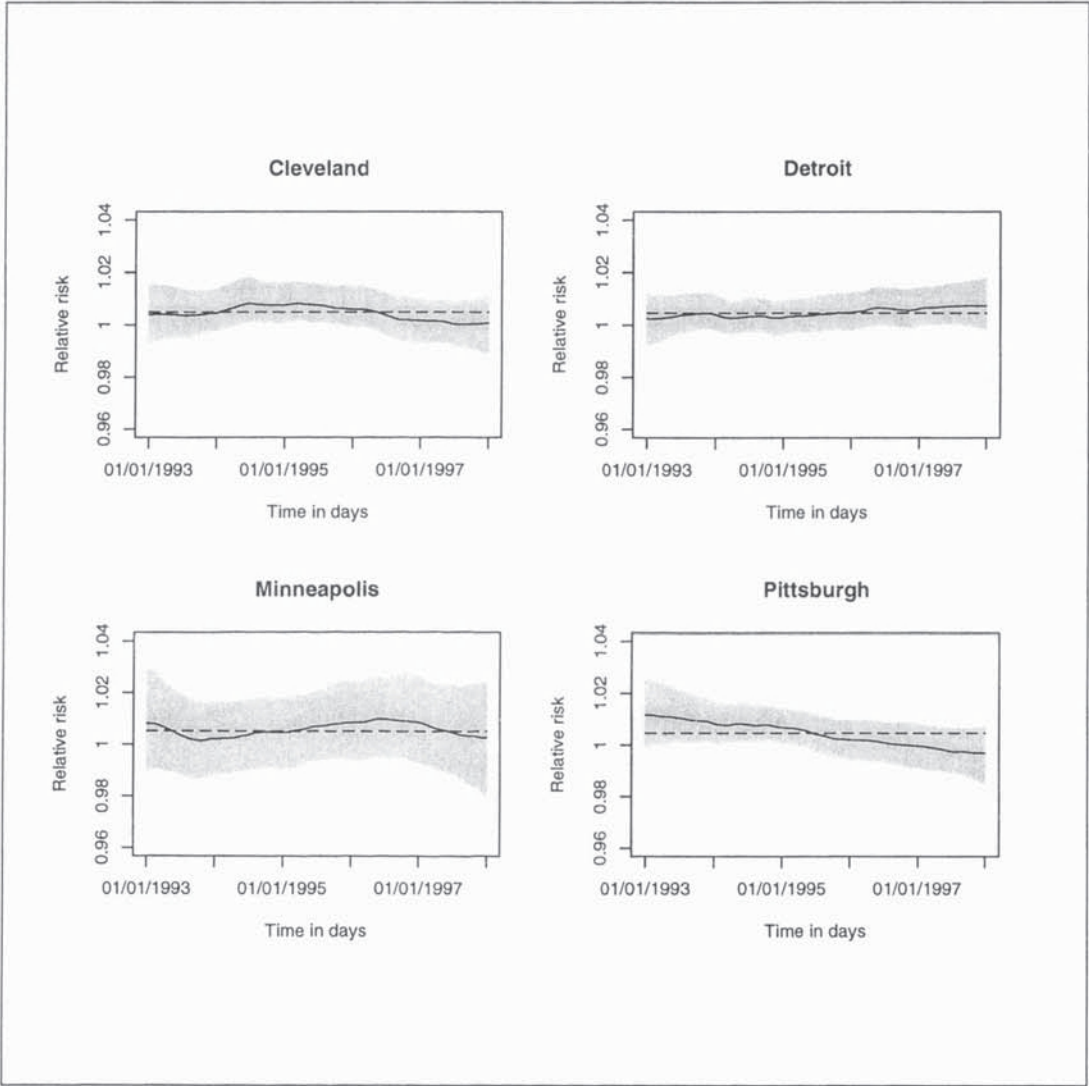 Cleveland
Relative risk
0.96 0.98 1 1.02 1.04
01/01/1993 01/01/1995 01/01/1997
Time in days
Detroit
Relative risk
0.96 0.98 1 1.02 1.04
01/01/1993 01/01/1995 01/01/1997
Time in days
Minneapolis
Relative risk
0.96 0.98 1 1.02 1.04
01/01/1993 01/01/1995 01/01/1997
Time in days
Pittsburgh
Relative risk
0.96 0.98 1 1.02 1.04
01/01/1993 01/01/1995 01/01/1997
Time in days